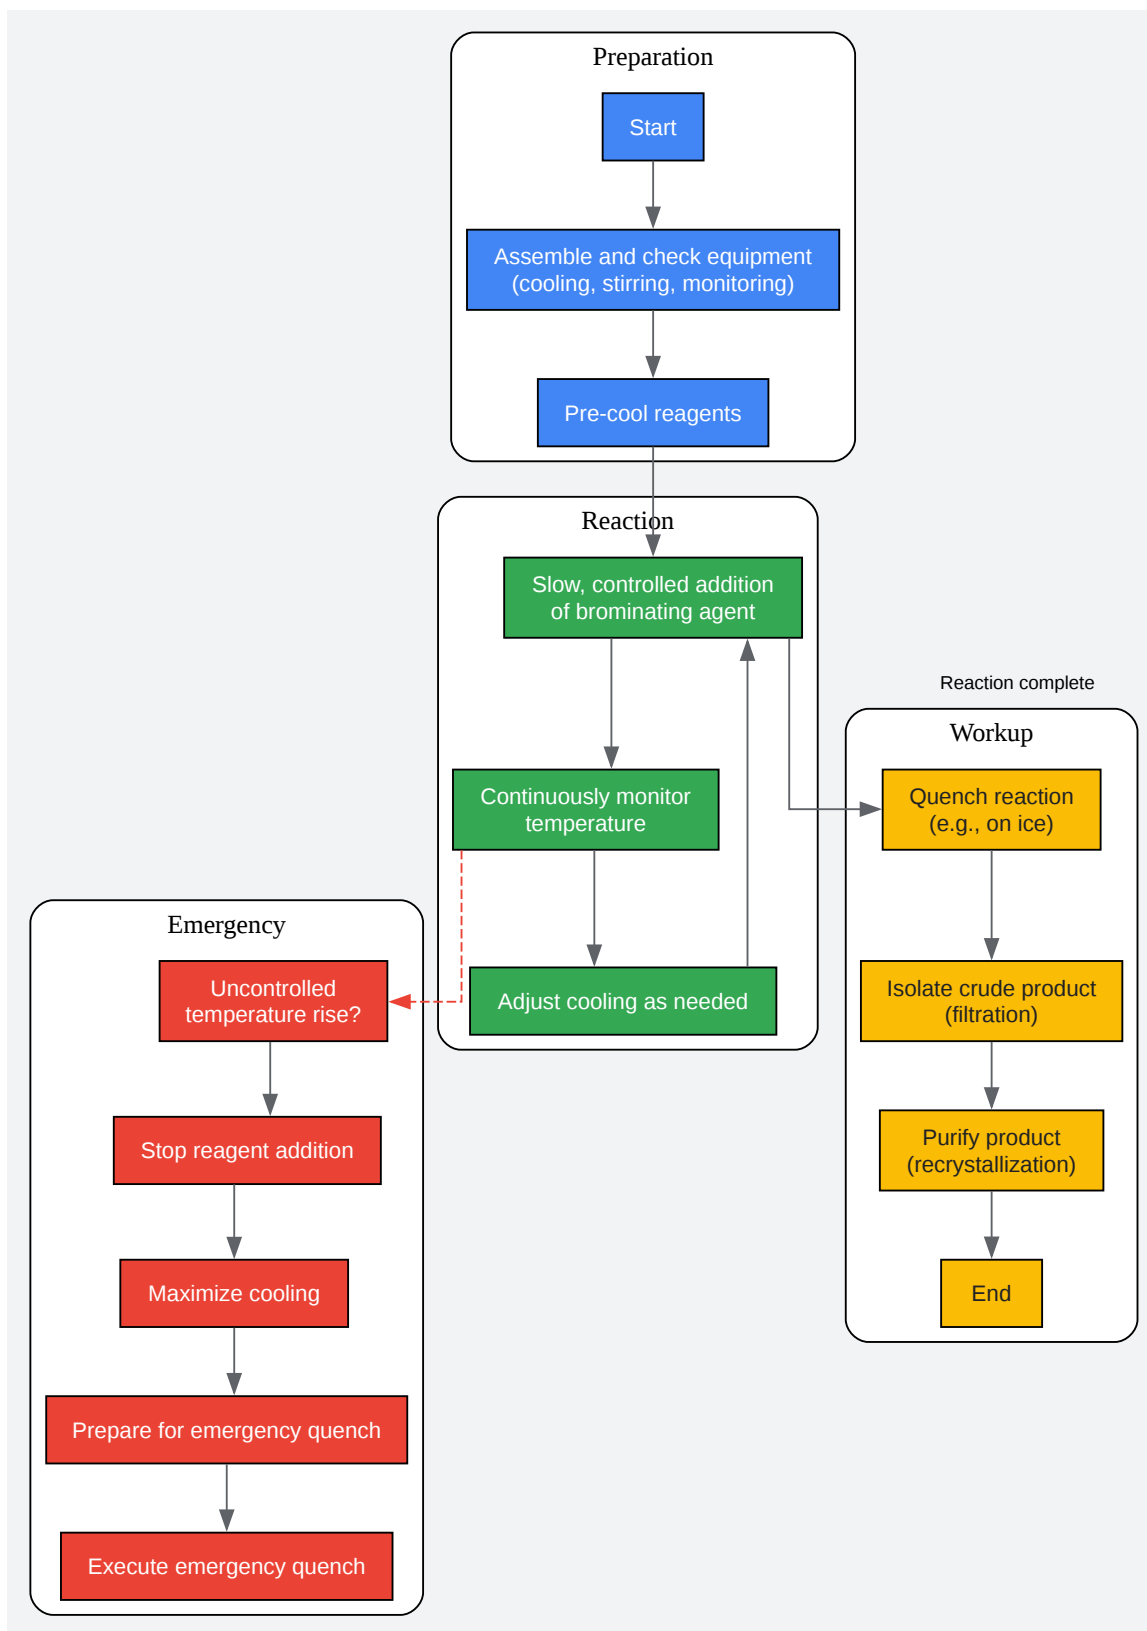 Preparation
Start
Assemble and check equipment
(cooling, stirring, monitoring)
Pre-cool reagents
Reaction
Slow, controlled addition
of brominating agent
Continuously monitor
temperature
Adjust cooling as needed
Reaction complete
Workup
Quench reaction
(e.g., on ice)
Isolate crude product
(filtration)
Purify product
(recrystallization)
End
Emergency
Uncontrolled
temperature rise?
Stop reagent addition
Maximize cooling
Prepare for emergency quench
Execute emergency quench